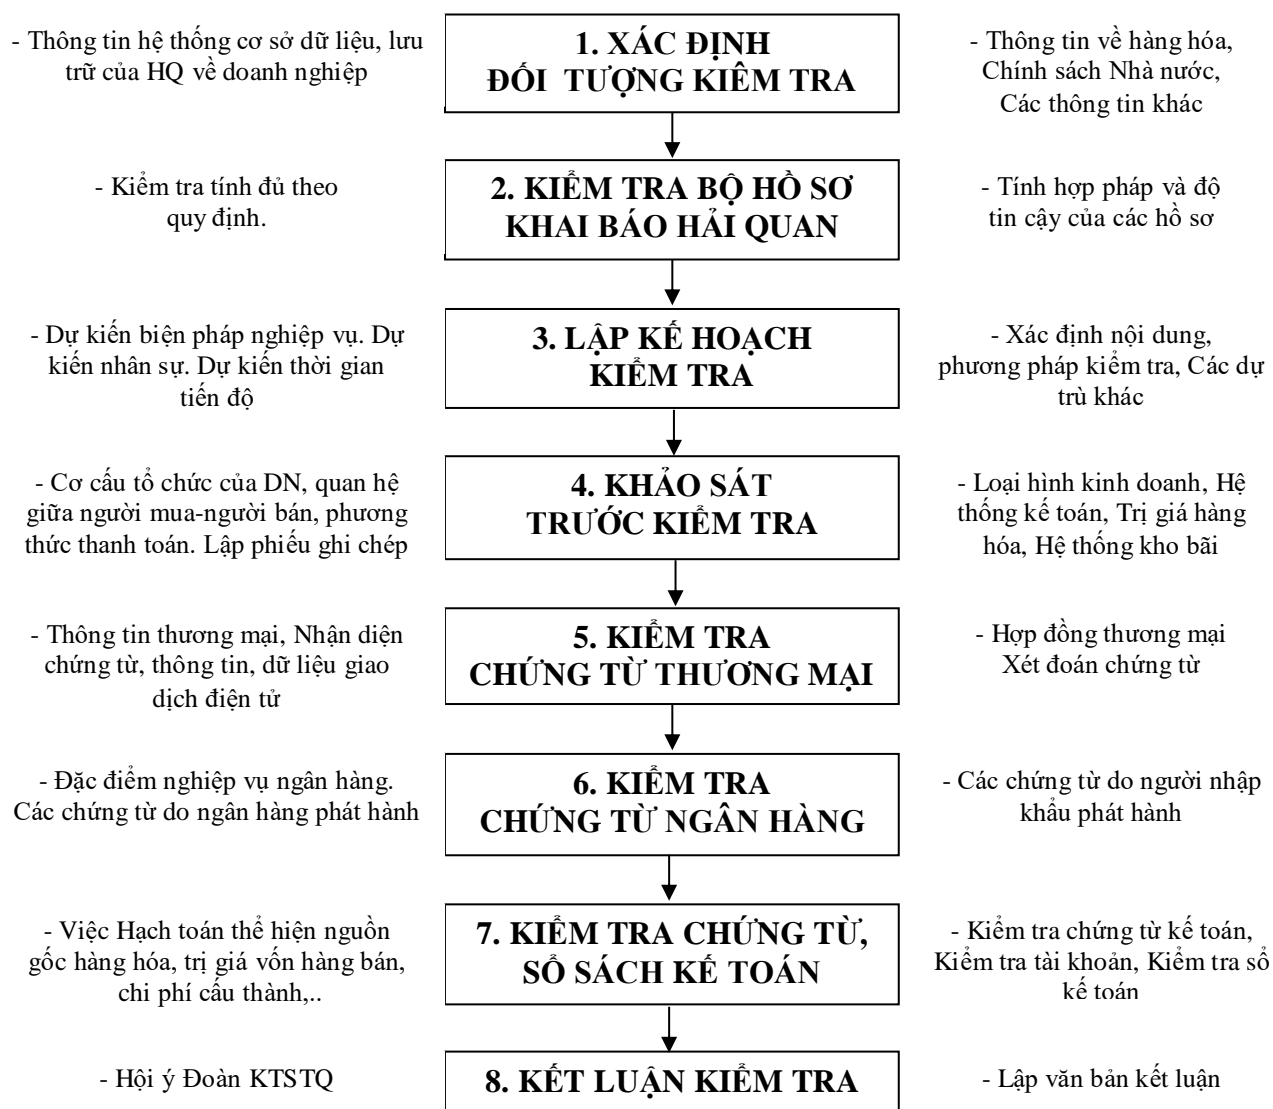 - Thông tin hệ thống cơ sở dữ liệu, lưu
trữ của HQ về doanh nghiệp
1. XÁC ĐỊNH
ĐỐI TƯỢNG KIÊM TRA
- Thông tin về hàng hóa,
Chính sách Nhà nước,
Các thông tin khác
- Kiểm tra tính đủ theo
quy định.
2. KIỂM TRA BỘ HỒ SƠ
KHAI BÁO HẢI QUAN
- Tính hợp pháp và độ
tin cậy của các hồ sơ
- Dự kiến biện pháp nghiệp vụ. Dự
kiến nhân sự. Dự kiến thời gian
tiến độ
3. LẬP KẾ HOẠCH
KIỂM TRA
- Xác định nội dung,
phương pháp kiểm tra, Các dự
trù khác
- Cơ cấu tổ chức của DN, quan hệ
giữa người mua-người bán, phương
thức thanh toán. Lập phiếu ghi chép
4. KHẢO SÁT
TRƯỚC KIỂM TRA
- Loại hình kinh doanh, Hệ
thống kế toán, Trị giá hàng
hóa, Hệ thống kho bãi
- Thông tin thương mại, Nhận diện
chứng từ, thông tin, dữ liệu giao
dịch điện tử
5. KIỂM TRA
CHỨNG TỪ THƯƠNG MẠI
- Hợp đồng thương mại
Xét đoán chứng từ
- Đặc điểm nghiệp vụ ngân hàng.
Các chứng từ do ngân hàng phát hành
6. KIỂM TRA
CHỨNG TỪ NGÂN HÀNG
- Các chứng từ do người nhập
khẩu phát hành
- Việc Hạch toán thể hiện nguồn
gốc hàng hóa, trị giá vốn hàng bán,
chi phí cấu thành,..
7. KIỂM TRA CHỨNG TỪ,
SỔ SÁCH KẾ TOÁN
- Kiểm tra chứng từ kế toán,
Kiểm tra tài khoản, Kiểm tra sổ
kế toán
- Hội ý Đoàn KTSTQ
8. KẾT LUẬN KIỂM TRA
- Lập văn bản kết luận